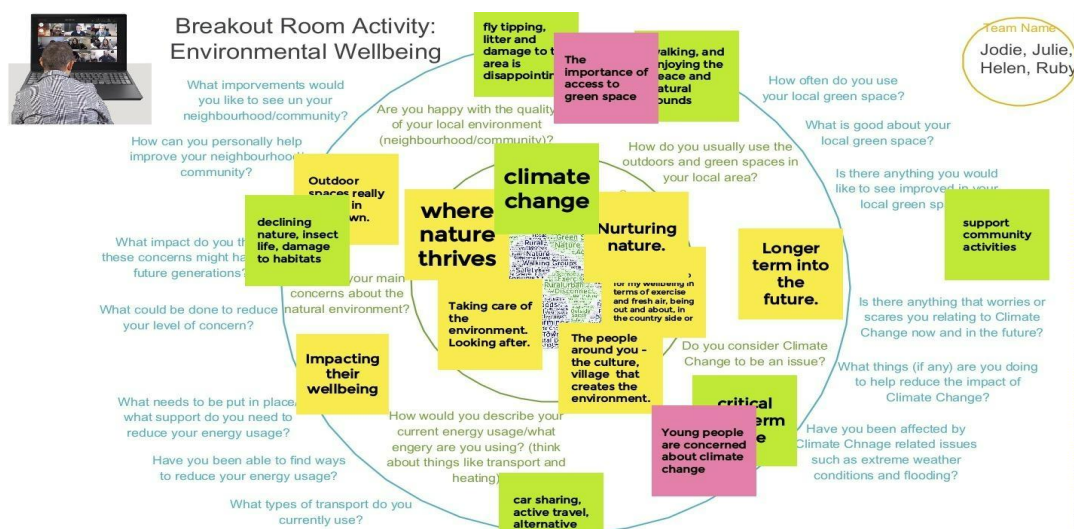 Breakout Room Activity:
Environmental Wellbeing
Team Name
Jodie, Julie,
Helen, Ruby
fly tipping,
litter and
damage to t
area is
disappointin
The
importance of
access to
green space
walking, and
enjoying the
peace and
natural
ounds
What imporvements would
you like to see un your
neighbourhood/community?
How can you personally help
improve your neighbourhood/
community?
Are you happy with the quality
of your local environment
(neighbourhood/community)?
How do you usually use the
outdoors and green spaces in
your local area?
How often do you use
your local green space?
What is good about your
local green space?
Is there anything you would
like to see improved in your
local green sp
support
community
activities
Outdoor
spaces really
in
wn.
declining
nature, insect
life, damage
to habitats
where
nature
thrives
climate
change
Nurturing
nature.
Rural
Nature
Walking Groups
Green
Nature
for my wellbeing in
terms of exercise
and fresh air, being
out and about, in
the country side or
Longer
term into
the
future.
What impact do you th
these concerns might ha
future generations?
What could be done to reduce
your level of concern?
your main
concerns about the
natural environment?
Taking care of
the
environment.
Looking after.
The people
around you –
the culture,
village that
creates the
environment.
Is there anything that worries or
scares you relating to Climate
Change now and in the future?
Do you consider Climate
Change to be an issue?
What things (if any) are you doing
to help reduce the impact of
Climate Change?
Impacting
their
wellbeing
critical
term
e
Young people
are concerned
about climate
change
What needs to be put in place/
what support do you need to
reduce your energy usage?
Have you been able to find ways
to reduce your energy usage?
What types of transport do you
currently use?
How would you describe your
current energy usage/what
engery are you using? (think
about things like transport and
heating)
Have you been affected by
Climate Chnage related issues
such as extreme weather
conditions and flooding?
car sharing,
active travel,
alternative